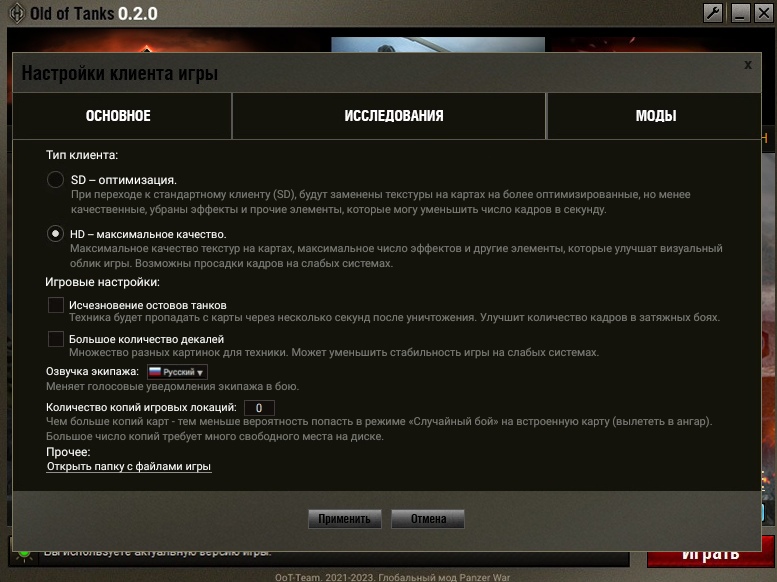 Old of Tanks 0.2.0
Настройки клиента игры
x
ОСНОВНОЕ
ИССЛЕДОВАНИЯ
МОДЫ
Тип клиента:
SD – оптимизация.
При переходе к стандартному клиенту (SD), будут заменены текстуры на картах на более оптимизированные, но менее
качественные, убраны эффекты и прочие элементы, которые могу уменьшить число кадров в секунду.
HD – максимальное качество.
Максимальное качество текстур на картах, максимальное число эффектов и другие элементы, которые улучшат визуальный
облик игры. Возможны просадки кадров на слабых системах.
Игровые настройки:
Исчезновение остовов танков
Техника будет пропадать с карты через несколько секунд после уничтожения. Улучшит количество кадров в затяжных боях.
Большое количество декалей
Множество разных картинок для техники. Может уменьшить стабильность игры на слабых системах.
Озвучка экипажа: Русский
Меняет голосовые уведомления экипажа в бою.
Количество копий игровых локаций: 0
Чем больше копий карт - тем меньше вероятность попасть в режиме «Случайный бой» на встроенную карту (вылететь в ангар).
Большое число копий требует много свободного места на диске.
Прочее:
Открыть папку с файлами игры
Применить
Отмена
Вы используете актуальную версию игры.
Играть
OoT-Team. 2021-2023. Глобальный мод Panzer War